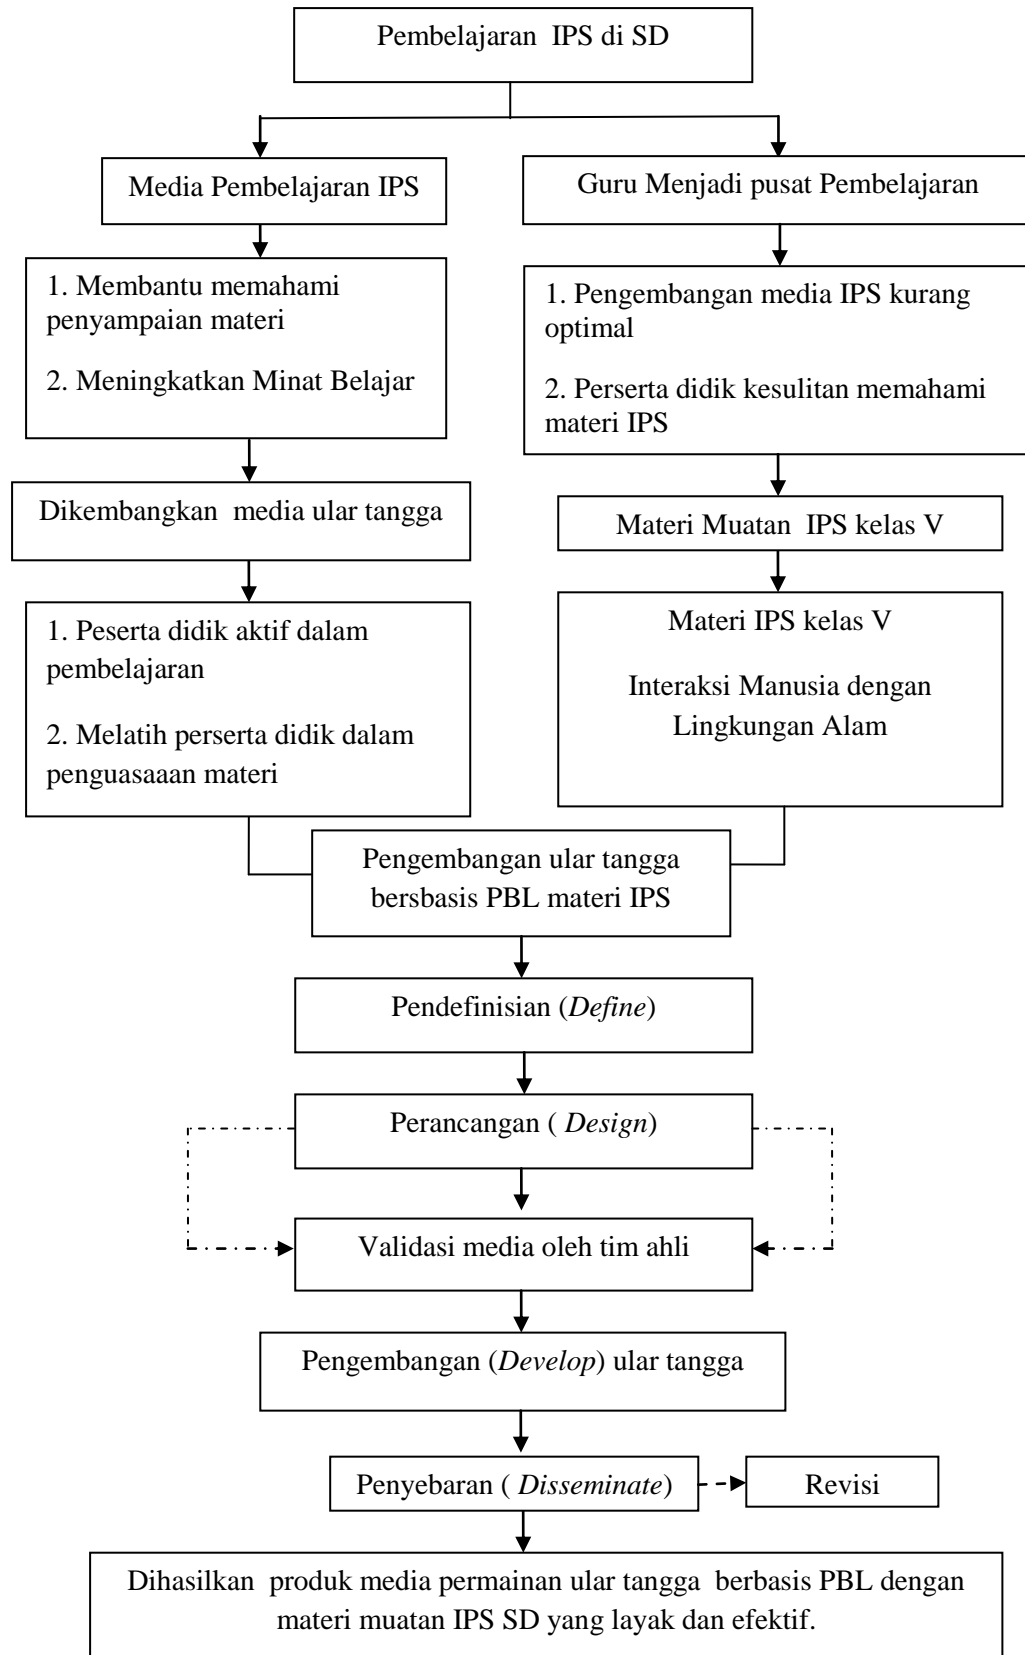 Pembelajaran IPS di SD
Media Pembelajaran IPS
Guru Menjadi pusat Pembelajaran
1. Membantu memahami
penyampaian materi
2. Meningkatkan Minat Belajar
1. Pengembangan media IPS kurang
optimal
2. Perserta didik kesulitan memahami
materi IPS
Dikembangkan media ular tangga
Materi Muatan IPS kelas V
1. Peserta didik aktif dalam
pembelajaran
2. Melatih perserta didik dalam
penguasaaan materi
Materi IPS kelas V
Interaksi Manusia dengan
Lingkungan Alam
Pengembangan ular tangga
bersbasis PBL materi IPS
Pendefinisian (Define)
Perancangan ( Design)
Validasi media oleh tim ahli
Pengembangan (Develop) ular tangga
Penyebaran ( Disseminate)
Revisi
Dihasilkan produk media permainan ular tangga berbasis PBL dengan
materi muatan IPS SD yang layak dan efektif.